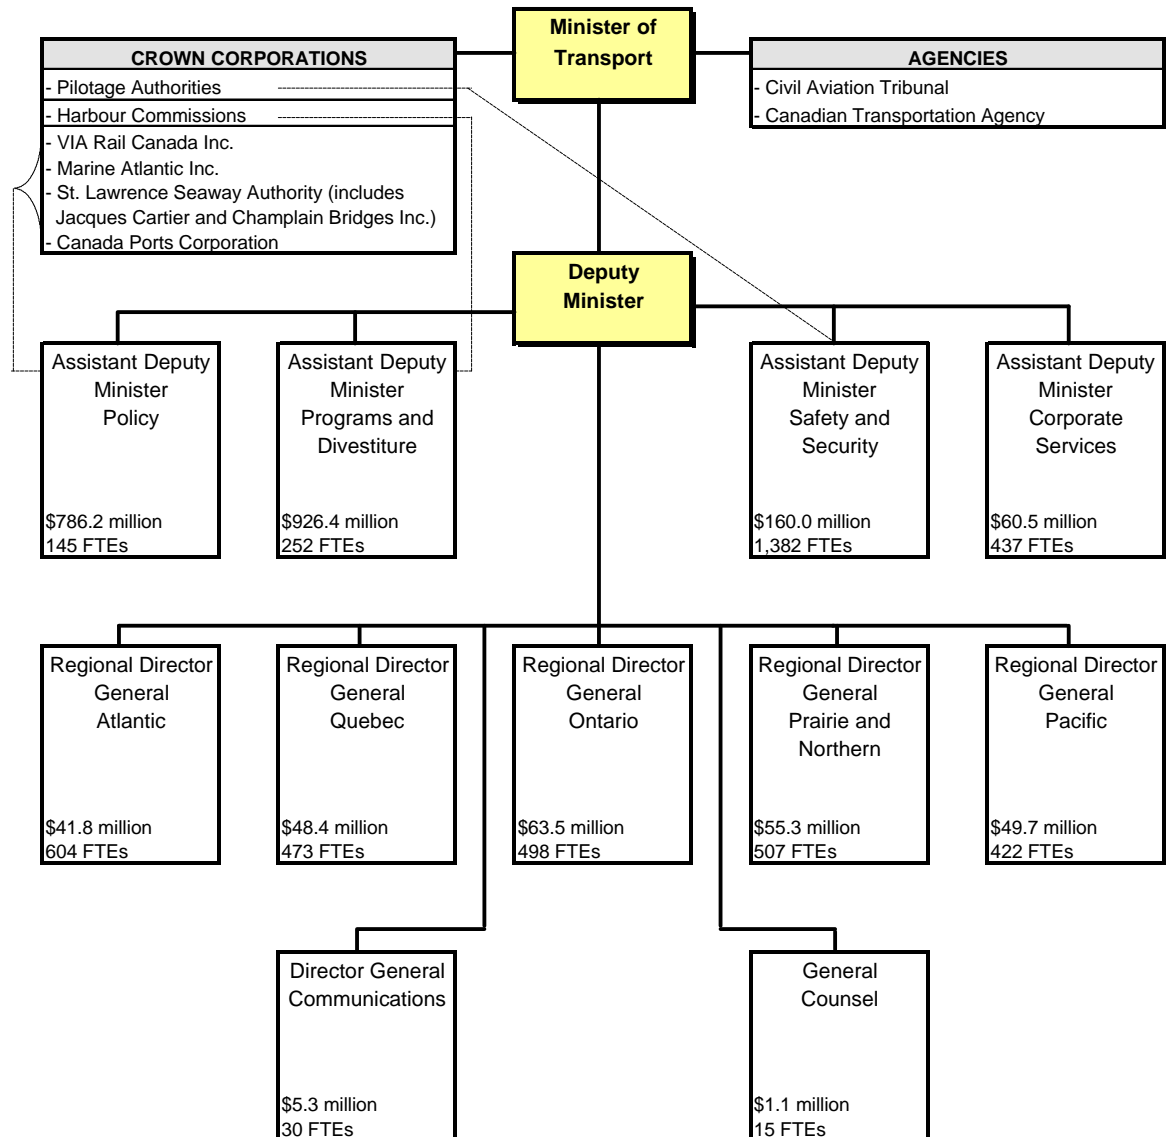 Minister of
Transport
CROWN CORPORATIONS
- Pilotage Authorities
- Harbour Commissions
- VIA Rail Canada Inc.
- Marine Atlantic Inc.
- St. Lawrence Seaway Authority (includes
Jacques Cartier and Champlain Bridges Inc.)
- Canada Ports Corporation
AGENCIES
- Civil Aviation Tribunal
- Canadian Transportation Agency
Deputy
Minister
Assistant Deputy
Minister
Policy
$786.2 million
145 FTEs
Assistant Deputy
Minister
Programs and
Divestiture
$926.4 million
252 FTEs
Assistant Deputy
Minister
Safety and
Security
$160.0 million
1,382 FTEs
Assistant Deputy
Minister
Corporate
Services
$60.5 million
437 FTEs
Regional Director
General
Atlantic
$41.8 million
604 FTEs
Regional Director
General
Quebec
$48.4 million
473 FTEs
Regional Director
General
Ontario
$63.5 million
498 FTEs
Regional Director
General
Prairie and
Northern
$55.3 million
507 FTEs
Regional Director
General
Pacific
$49.7 million
422 FTEs
Director General
Communications
$5.3 million
30 FTEs
General
Counsel
$1.1 million
15 FTEs